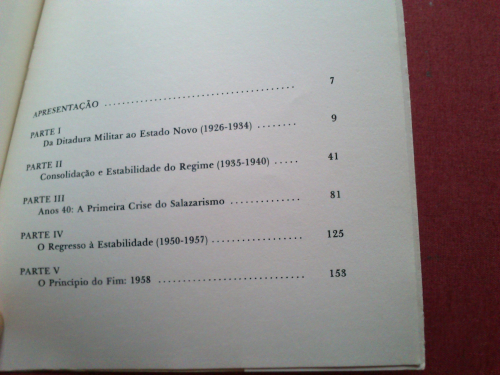 APRESENTAÇÃO ........................................ 7
PARTE I
Da Ditadura Militar ao Estado Novo (1926-1934) ........ 9
PARTE II
Consolidação e Estabilidade do Regime (1935-1940) ..... 41
PARTE III
Anos 40: A Primeira Crise do Salazarismo .............. 81
PARTE IV
O Regresso à Estabilidade (1950-1957) ................. 125
PARTE V
O Princípio do Fim: 1958 .............................. 153